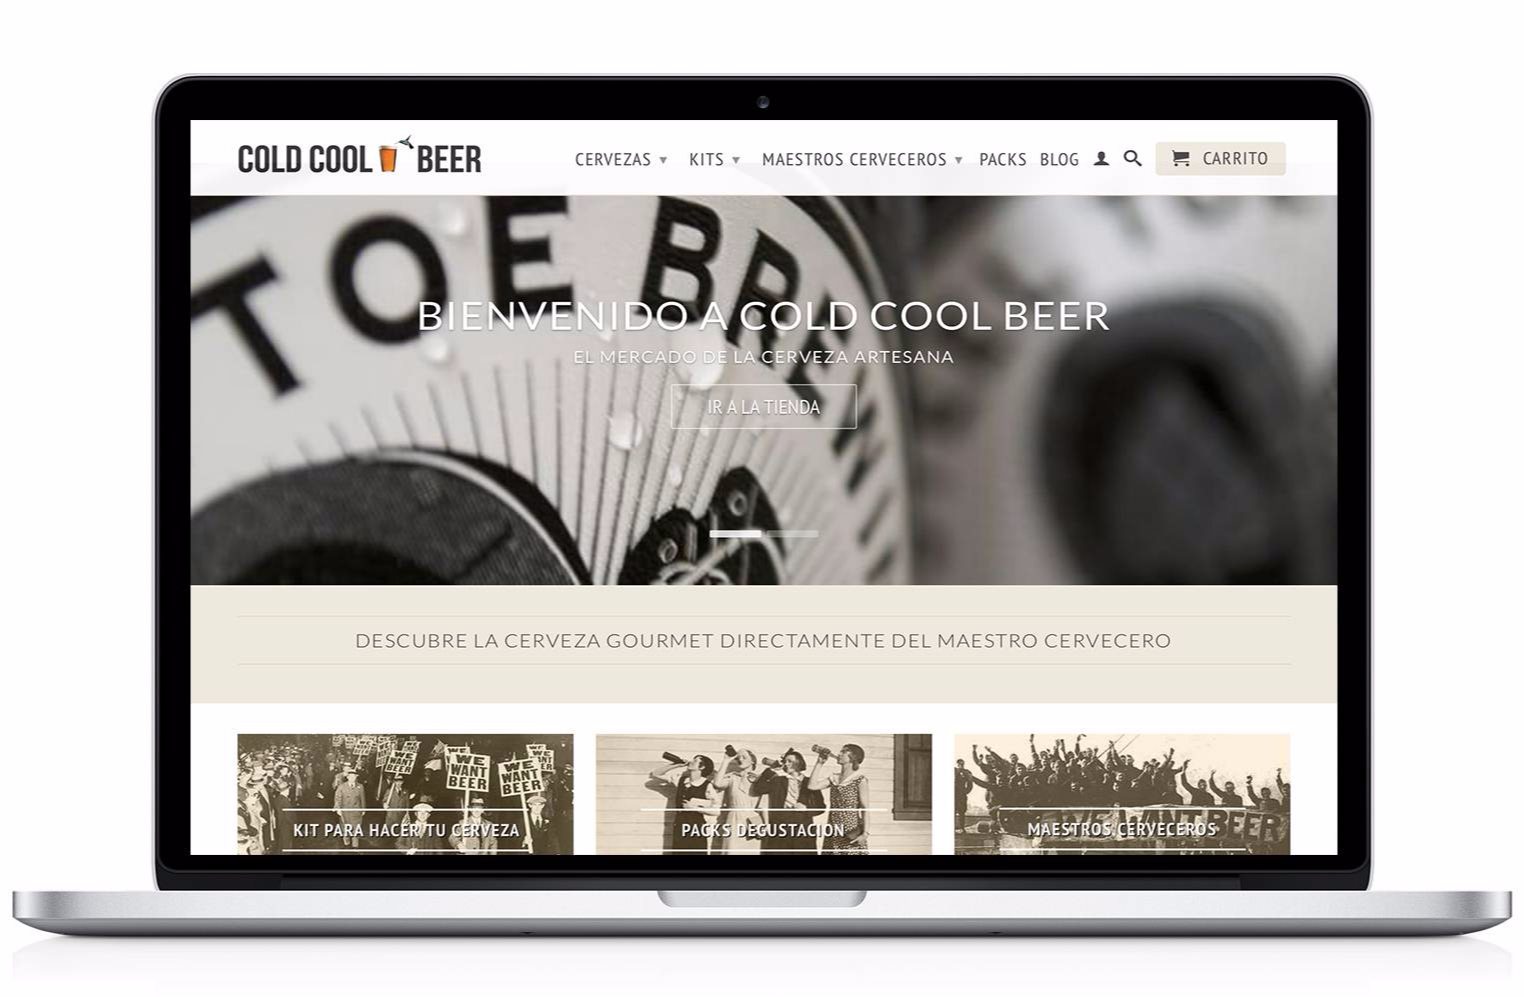 COLD COOL BEER
CERVEZAS ▾ KITS ▾ MAESTROS CERVECEROS ▾ PACKS BLOG CARRITO
TOE BREW
BIENVENIDO A COLD COOL BEER
EL MERCADO DE LA CERVEZA ARTESANA
IR A LA TIENDA
DESCUBRE LA CERVEZA GOURMET DIRECTAMENTE DEL MAESTRO CERVECERO
WE WANT BEER
WE WANT BEER
KIT PARA HACER TU CERVEZA
PACKS DEGUSTACION
WANT BEER
MAESTROS CERVECEROS